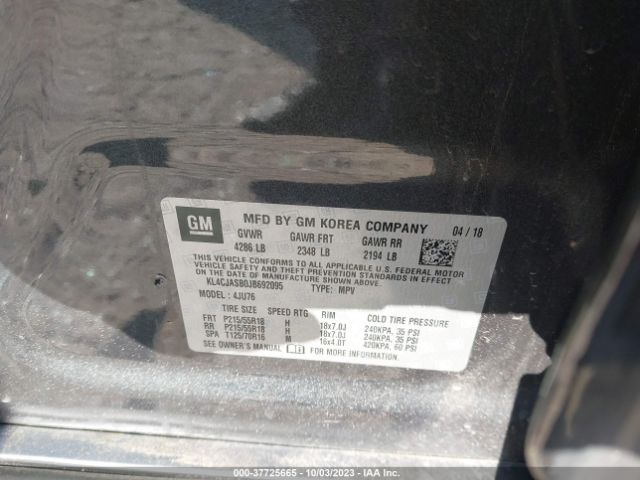 GM MFD BY GM KOREA COMPANY 04 / 18
GVWR GAWR FRT GAWR RR
4286 LB 2348 LB 2194 LB
THIS VEHICLE CONFORMS TO ALL APPLICABLE U.S. FEDERAL MOTOR
VEHICLE SAFETY, BUMPER, AND THEFT PREVENTION STANDARDS
IN EFFECT ON THE DATE OF MANUFACTURE SHOWN ABOVE.
KL4CJASB0JB692095 TYPE: MPV
MODEL : 4JU76
TIRE SIZE SPEED RTG RIM COLD TIRE PRESSURE
FRT P215/55R18 H 18x7.0J 240KPA. 35 PSI
RR P215/55R18 H 18x7.0J 240KPA. 35 PSI
SPA T125/70R16 M 16x4.0T 420KPA. 60 PSI
SEE OWNER'S MANUAL FOR MORE INFORMATION.
000-37725665 - 10/03/2023 - IAA Inc.